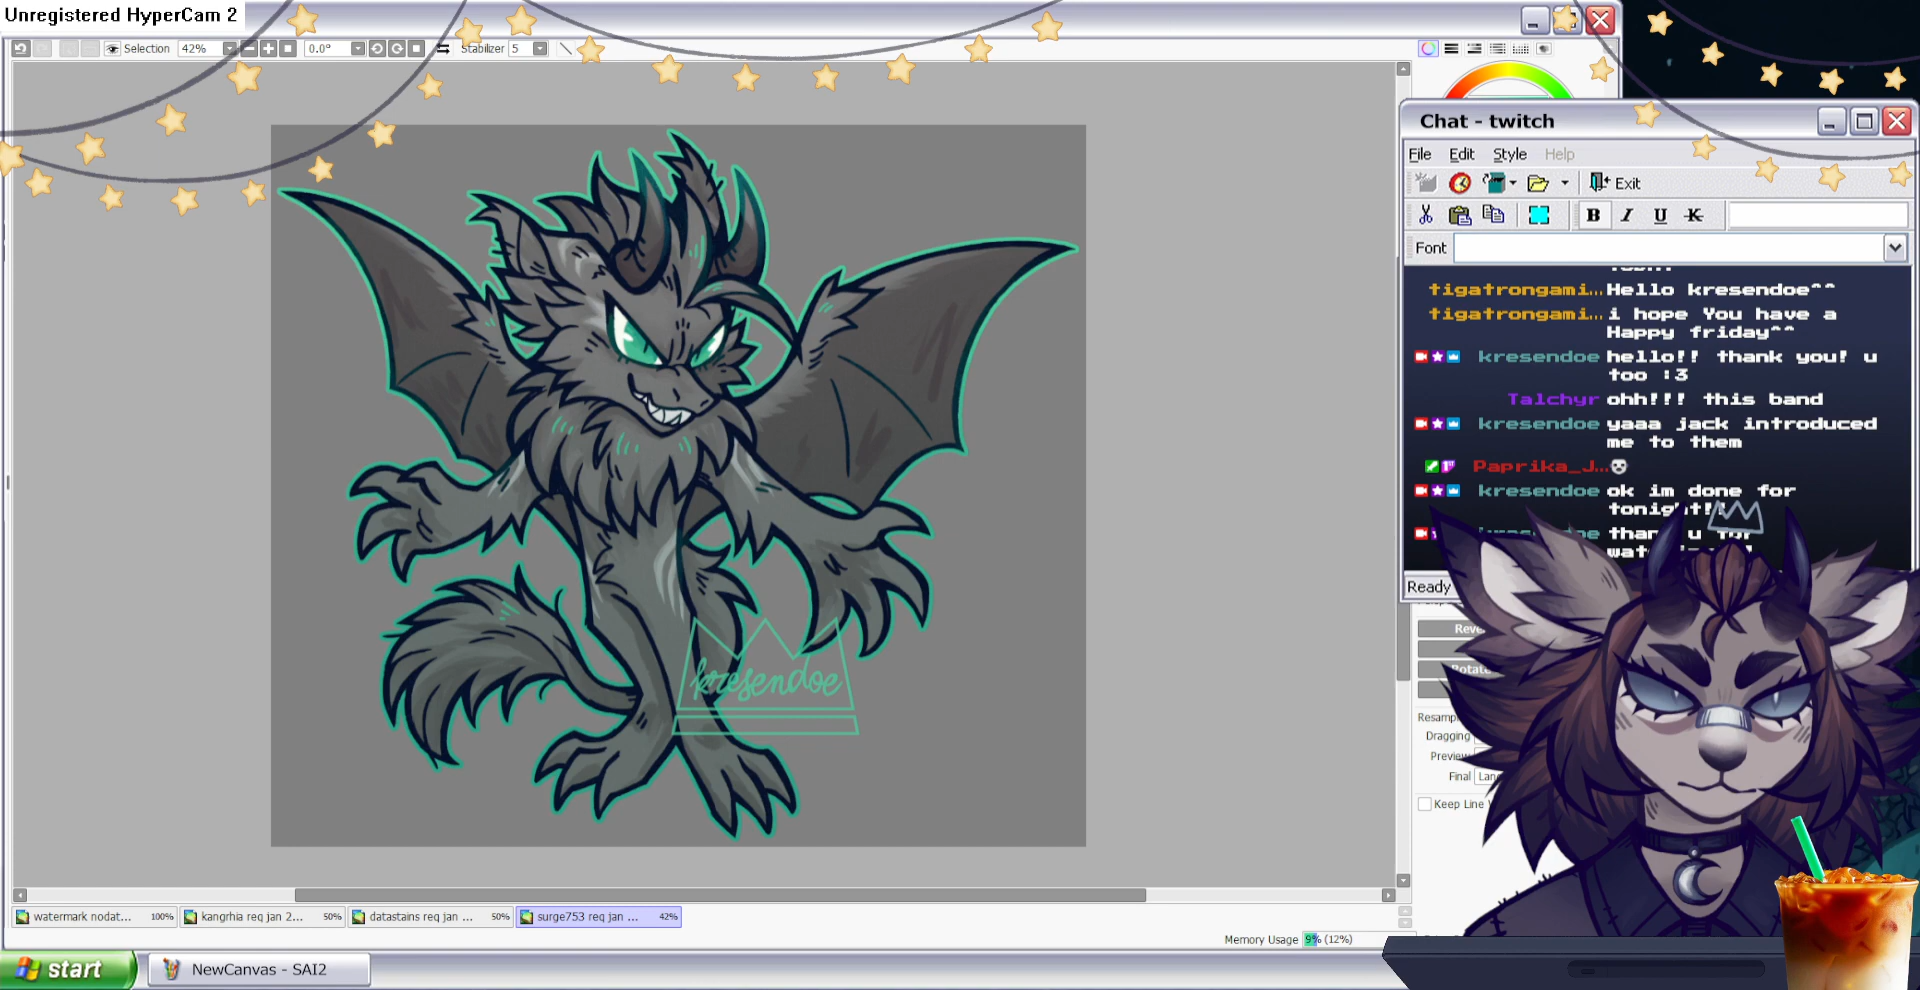 Unregistered HyperCam 2
Selection 42% 0.0° Stabilizer 5
Chat - twitch
File Edit Style Help
Exit
B I U K
Font
tigatrongami... Hello kresendoe^^
tigatrongami... i hope You have a
Happy friday^^
kresendoe hello!! thank you! u
too :3
Talchyr ohh!!! this band
kresendoe yaaa jack introduced
me to them
Paprika_J...
kresendoe ok im done for
tonight!
Ready
kresendoe
Resamp
Dragging
Preview
Final
Keep Line
watermark nodat... 100% kangrhia req jan 2... 50% datastains req jan ... 50% surge753 req jan ... 42%
Memory Usage 9% (12%)
start NewCanvas - SAI2